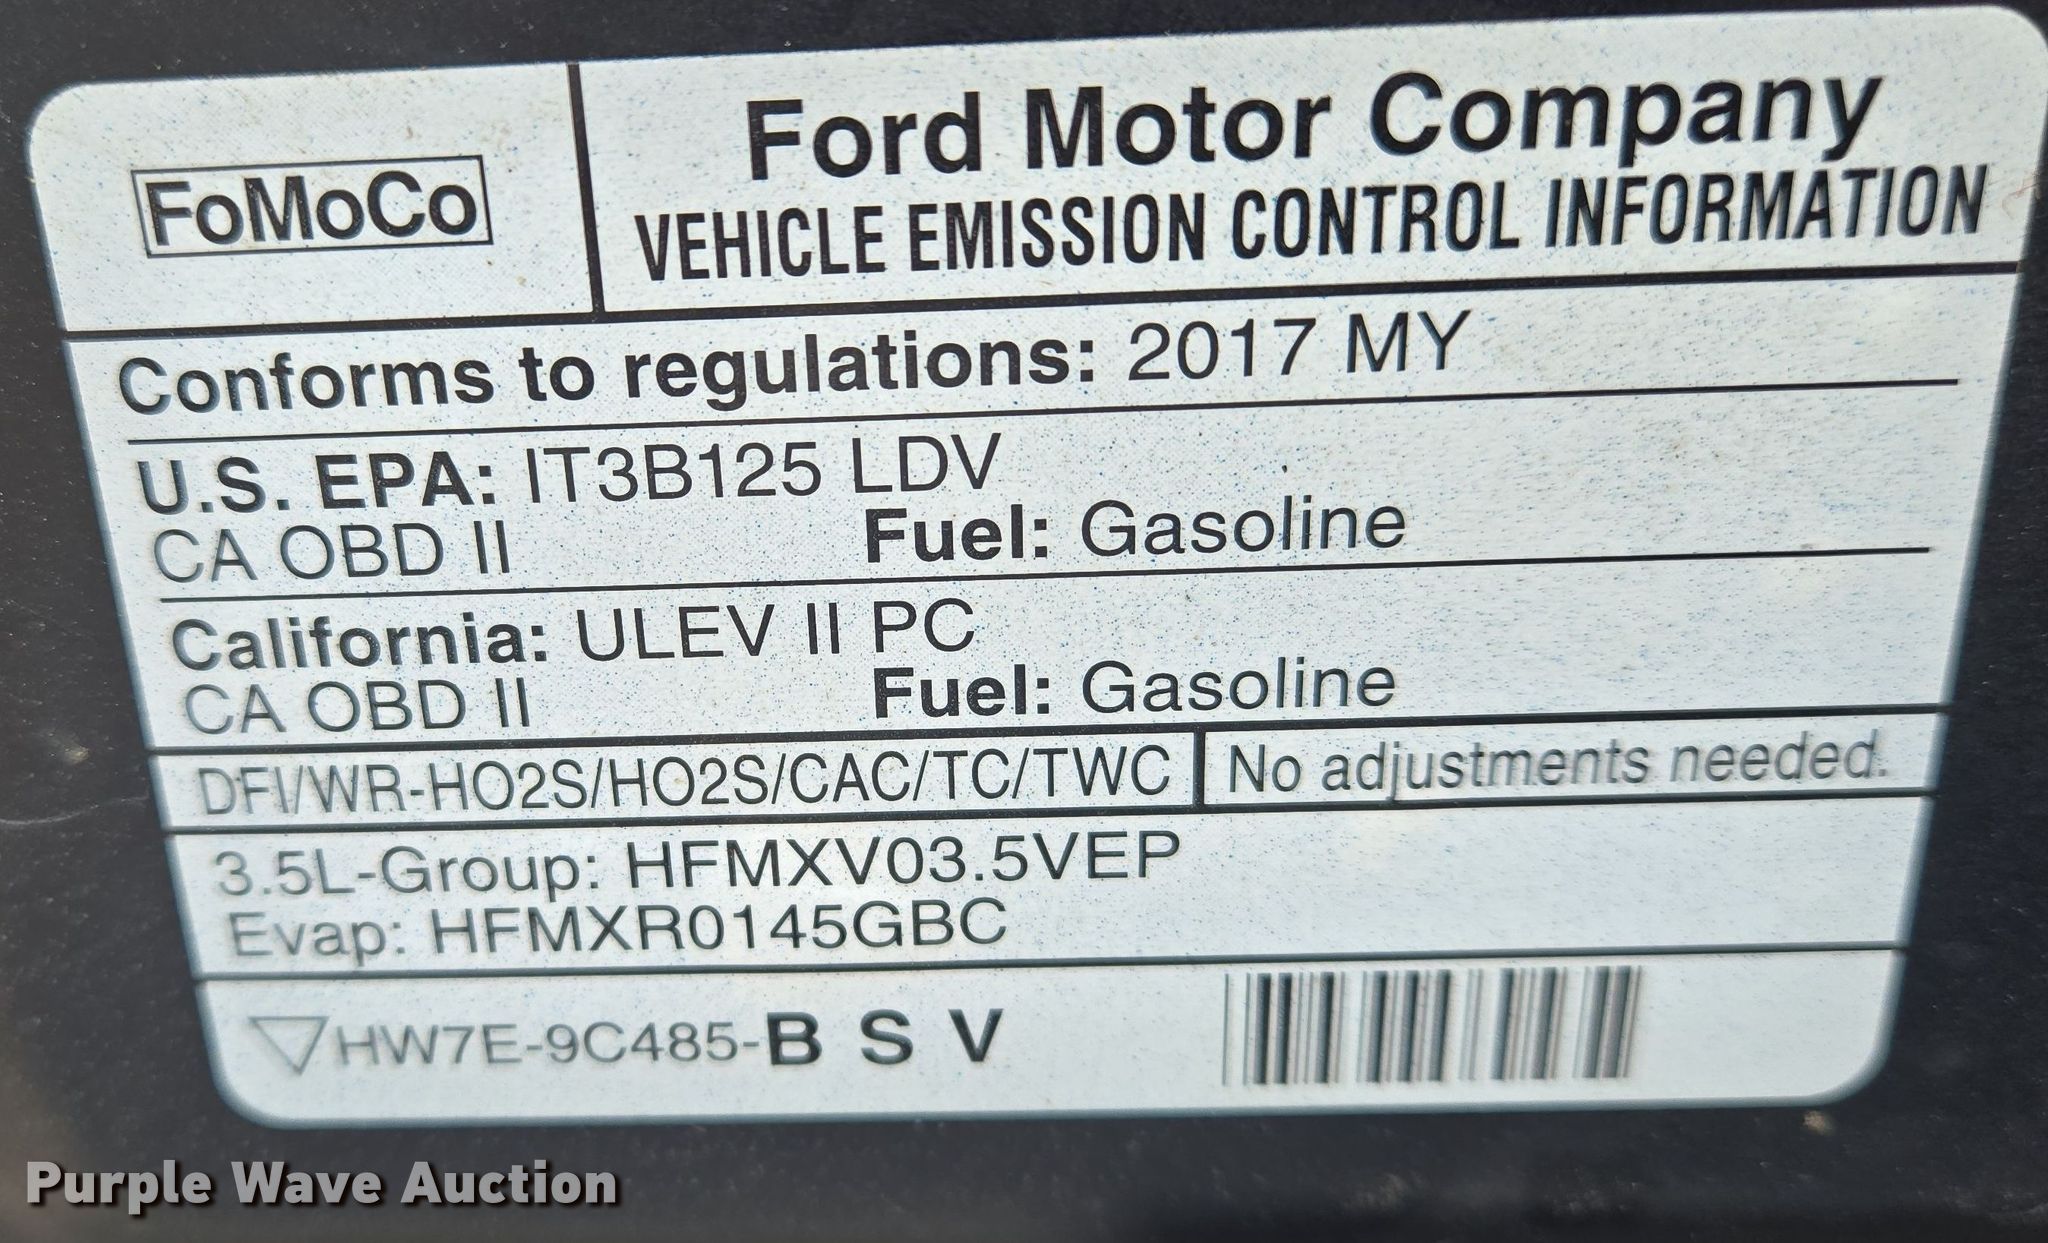 FoMoCo
Ford Motor Company
VEHICLE EMISSION CONTROL INFORMATION
Conforms to regulations: 2017 MY
U.S. EPA: IT3B125 LDV
CA OBD II Fuel: Gasoline
California: ULEV II PC
CA OBD II Fuel: Gasoline
DFI/WR-HO2S/HO2S/CAC/TC/TWC No adjustments needed.
3.5L-Group: HFMXV03.5VEP
Evap: HFMXR0145GBC
HW7E-9C485-B S V
Purple Wave Auction